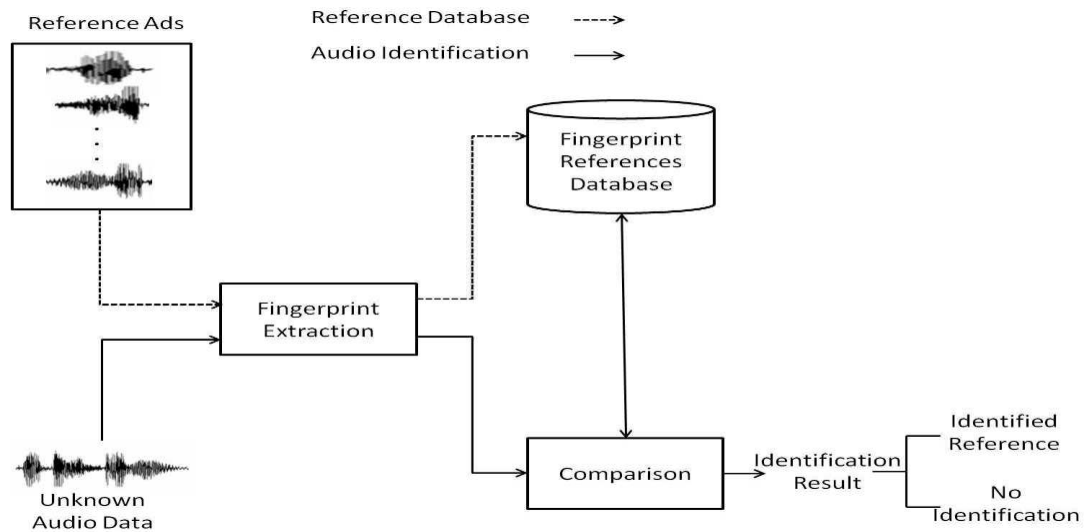 Reference Ads
Reference Database
Audio Identification
Fingerprint
References
Database
Fingerprint
Extraction
Unknown
Audio Data
Comparison
Identification
Result
Identified
Reference
No
Identification